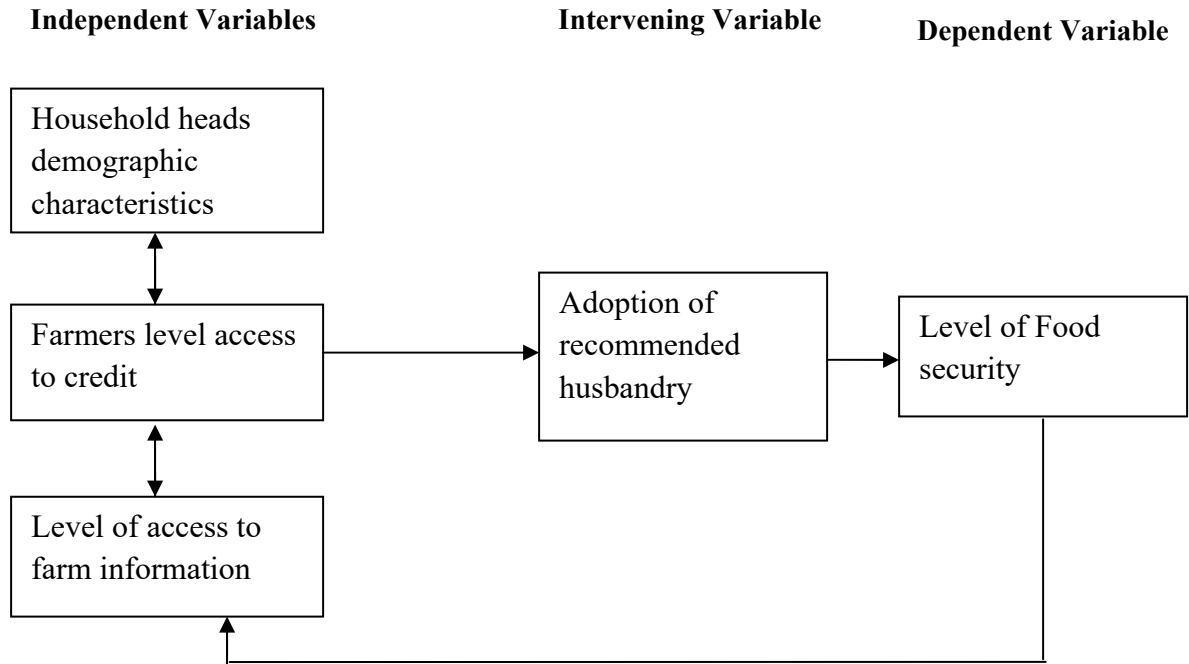 Independent Variables
Intervening Variable
Dependent Variable
Household heads
demographic
characteristics
Farmers level access
to credit
Level of access to
farm information
Adoption of
recommended
husbandry
Level of Food
security